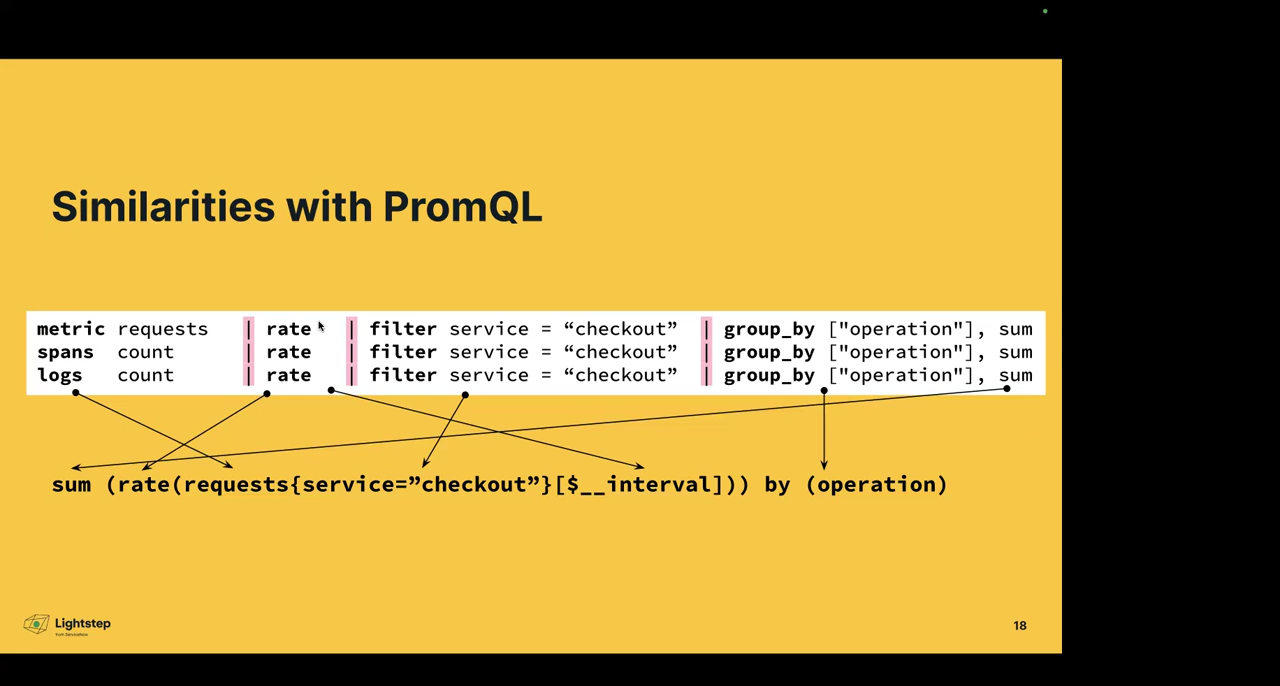 Similarities with PromQL
metric requests | rate | filter service = “checkout” | group_by ["operation"], sum
spans count | rate | filter service = “checkout” | group_by ["operation"], sum
logs count | rate | filter service = “checkout” | group_by ["operation"], sum
sum (rate(requests{service=”checkout”}[$__interval])) by (operation)
Lightstep
from ServiceNow
18